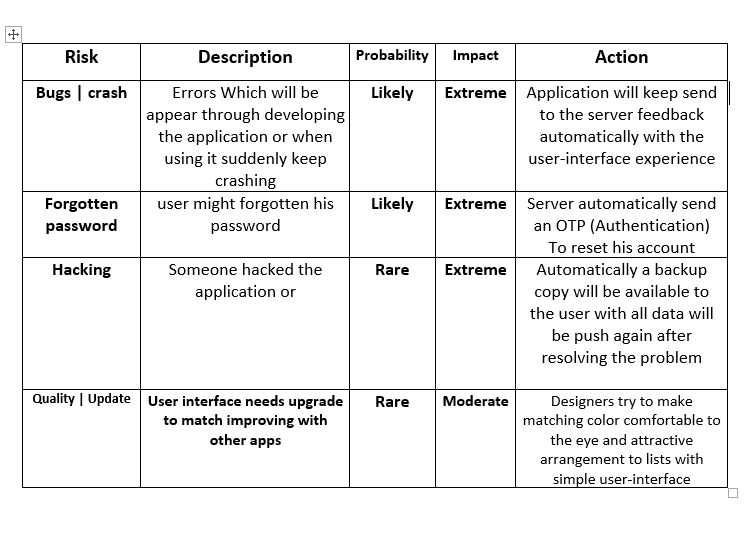 Risk
Description
Probability
Impact
Action
Bugs | crash
Errors Which will be
appear through developing
the application or when
using it suddenly keep
crashing
Likely
Extreme
Application will keep send
to the server feedback
automatically with the
user-interface experience
Forgotten
password
user might forgotten his
password
Likely
Extreme
Server automatically send
an OTP (Authentication)
To reset his account
Hacking
Someone hacked the
application or
Rare
Extreme
Automatically a backup
copy will be available to
the user with all data will
be push again after
resolving the problem
Quality | Update
User interface needs upgrade
to match improving with
other apps
Rare
Moderate
Designers try to make
matching color comfortable to
the eye and attractive
arrangement to lists with
simple user-interface